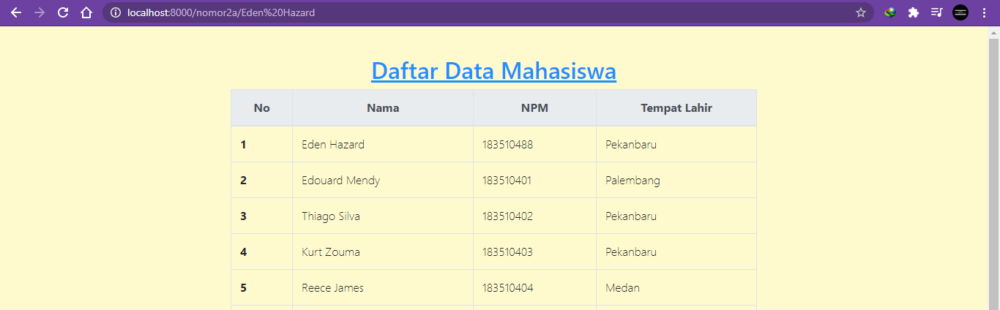 localhost:8000/nomor2a/Eden%20Hazard
Daftar Data Mahasiswa
No Nama NPM Tempat Lahir
1 Eden Hazard 183510488 Pekanbaru
2 Edouard Mendy 183510401 Palembang
3 Thiago Silva 183510402 Pekanbaru
4 Kurt Zouma 183510403 Pekanbaru
5 Reece James 183510404 Medan